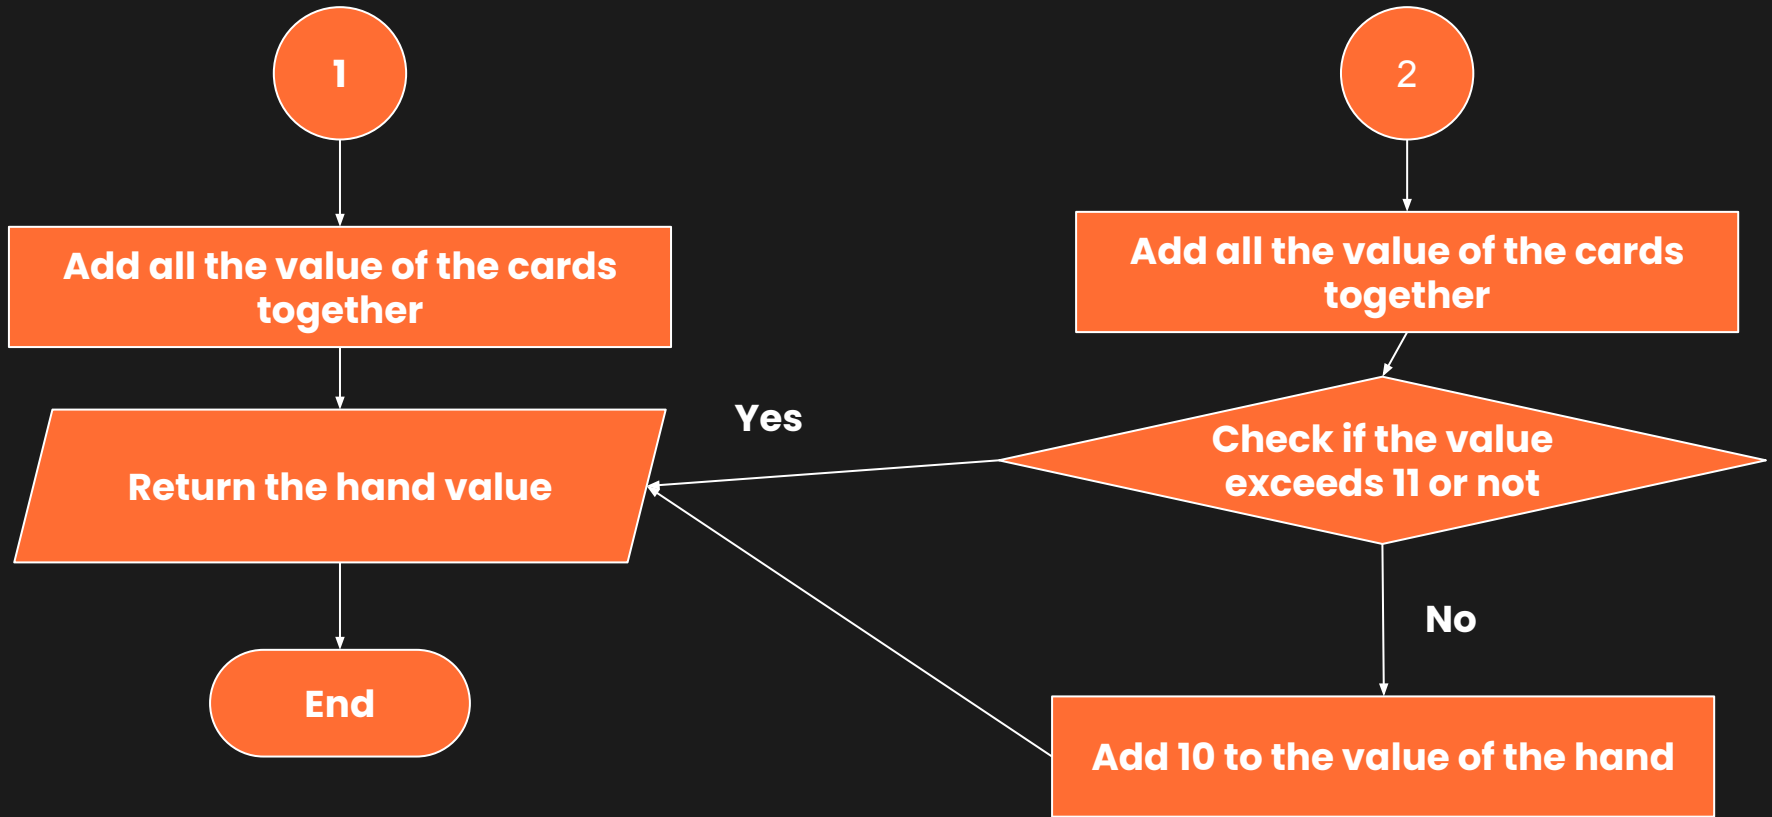 1
Add all the value of the cards
together
Return the hand value
End
2
Add all the value of the cards
together
Check if the value
exceeds 11 or not
Yes
No
Add 10 to the value of the hand